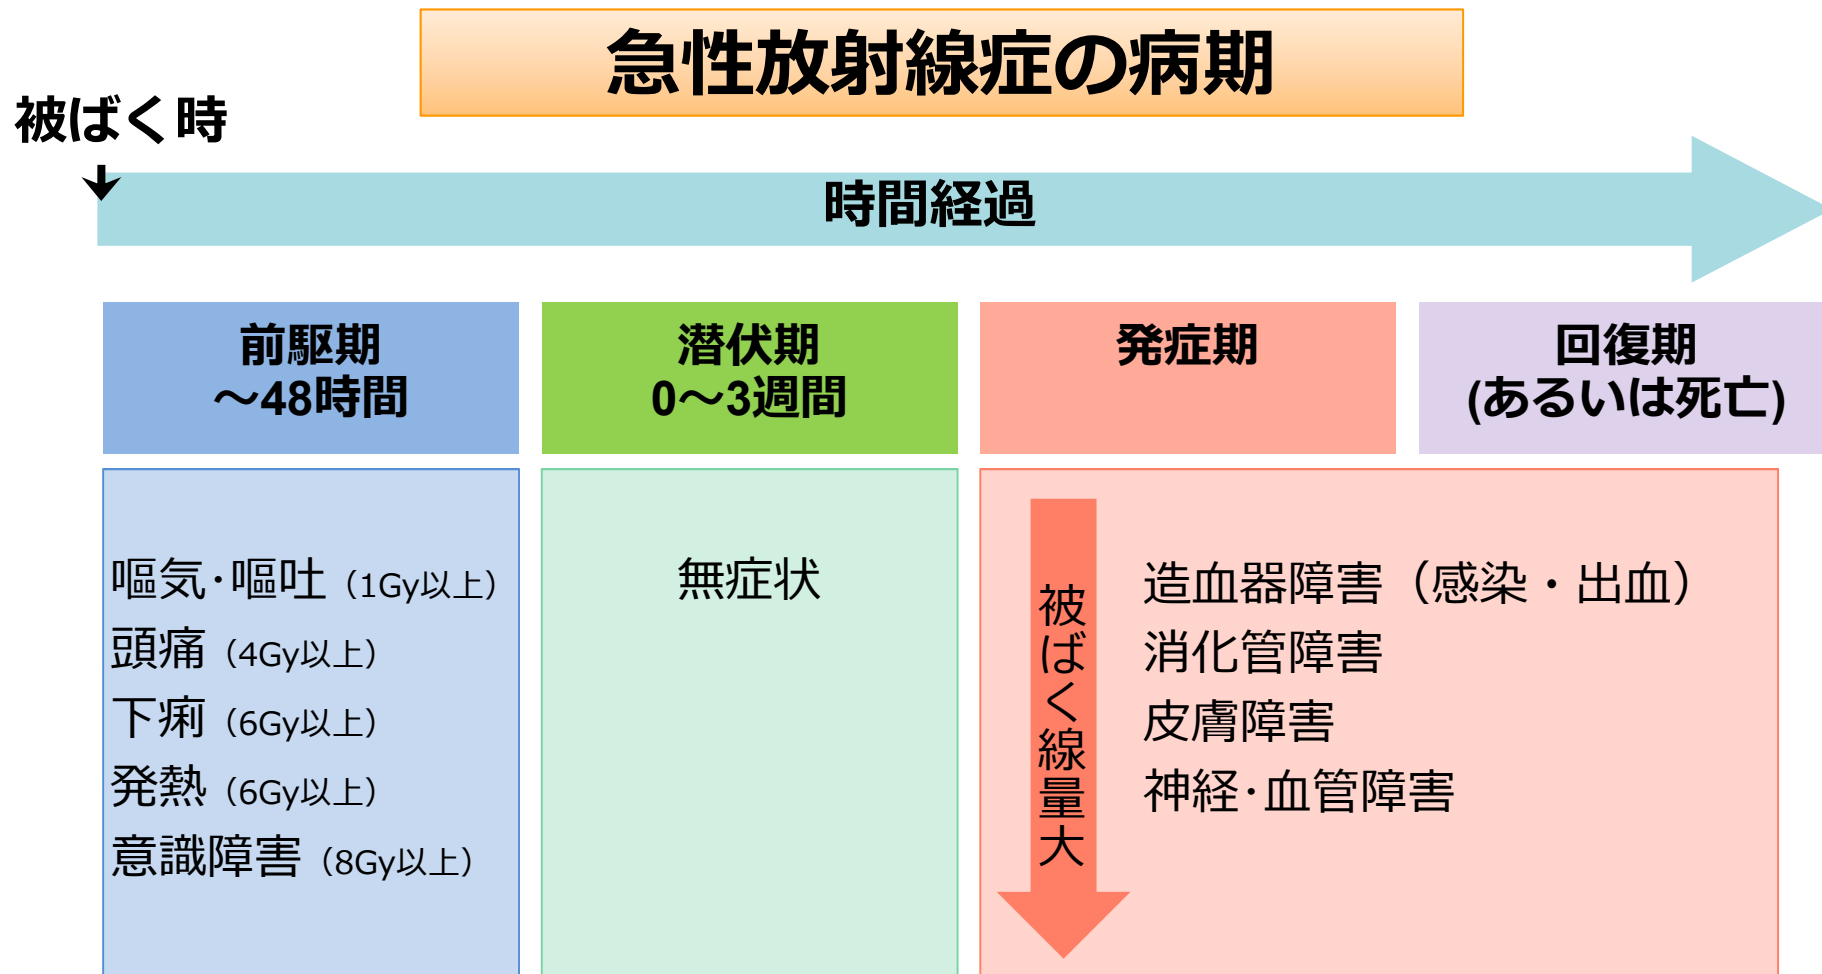 急性放射線症の病期
被ばく時
時間経過
前駆期
～48時間
潜伏期
0～3週間
発症期
回復期
(あるいは死亡)
嘔気･嘔吐（1Gy以上）
頭痛（4Gy以上）
下痢（6Gy以上）
発熱（6Gy以上）
意識障害（8Gy以上）
無症状
被ばく線量大
造血器障害（感染・出血）
消化管障害
皮膚障害
神経･血管障害